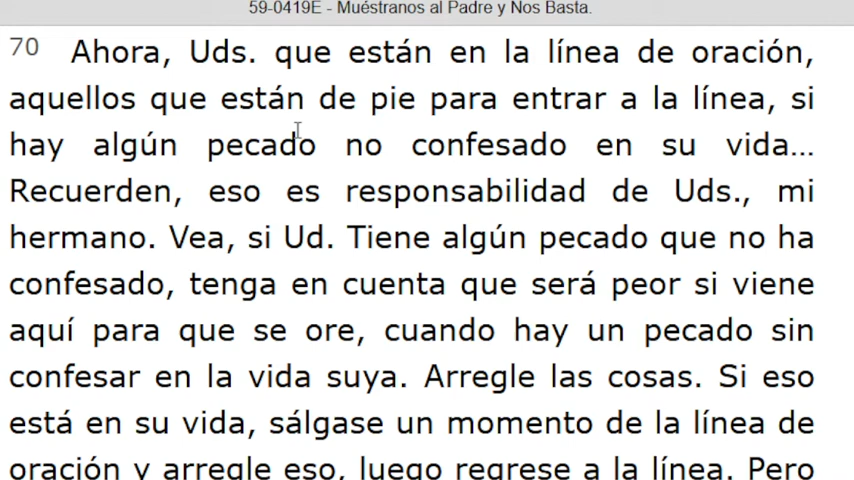 59-0419E - Muéstranos al Padre y Nos Basta.
70 Ahora, Uds. que están en la línea de oración,
aquellos que están de pie para entrar a la línea, si
hay algún pecado no confesado en su vida...
Recuerden, eso es responsabilidad de Uds., mi
hermano. Vea, si Ud. Tiene algún pecado que no ha
confesado, tenga en cuenta que será peor si viene
aquí para que se ore, cuando hay un pecado sin
confesar en la vida suya. Arregle las cosas. Si eso
está en su vida, sálgase un momento de la línea de
oración y arregle eso, luego regrese a la línea. Pero